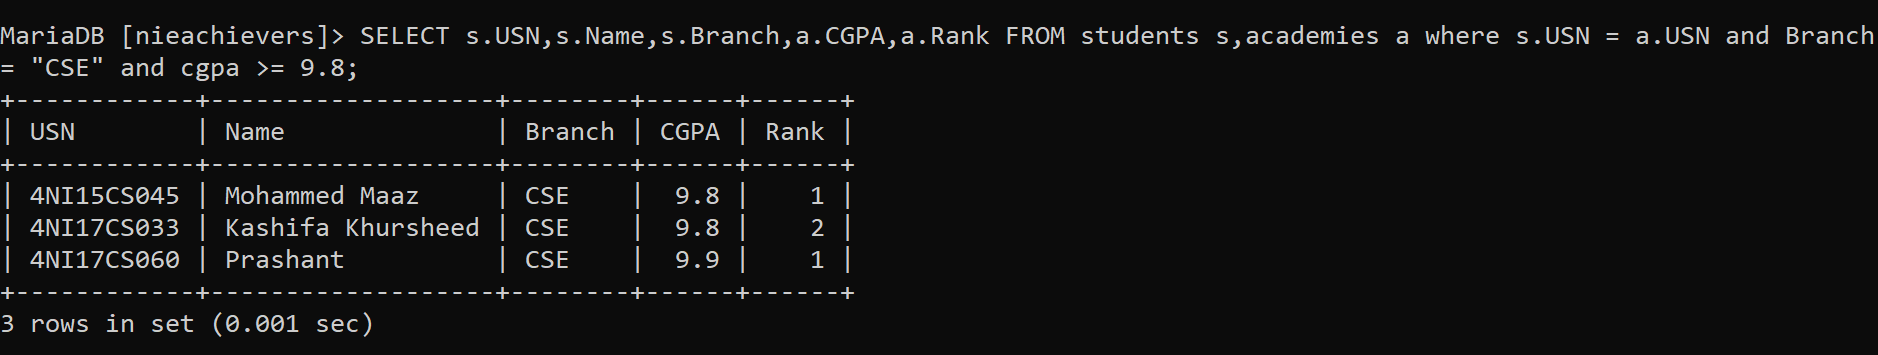 MariaDB [nieachievers]> SELECT s.USN,s.Name,s.Branch,a.CGPA,a.Rank FROM students s,academies a where s.USN = a.USN and Branch
= "CSE" and cgpa >= 9.8;
+------------+-------------------+--------+------+------+
| USN        | Name              | Branch | CGPA | Rank |
+------------+-------------------+--------+------+------+
| 4NI15CS045 | Mohammed Maaz     | CSE    |  9.8 |    1 |
| 4NI17CS033 | Kashifa Khursheed | CSE    |  9.8 |    2 |
| 4NI17CS060 | Prashant          | CSE    |  9.9 |    1 |
+------------+-------------------+--------+------+------+
3 rows in set (0.001 sec)